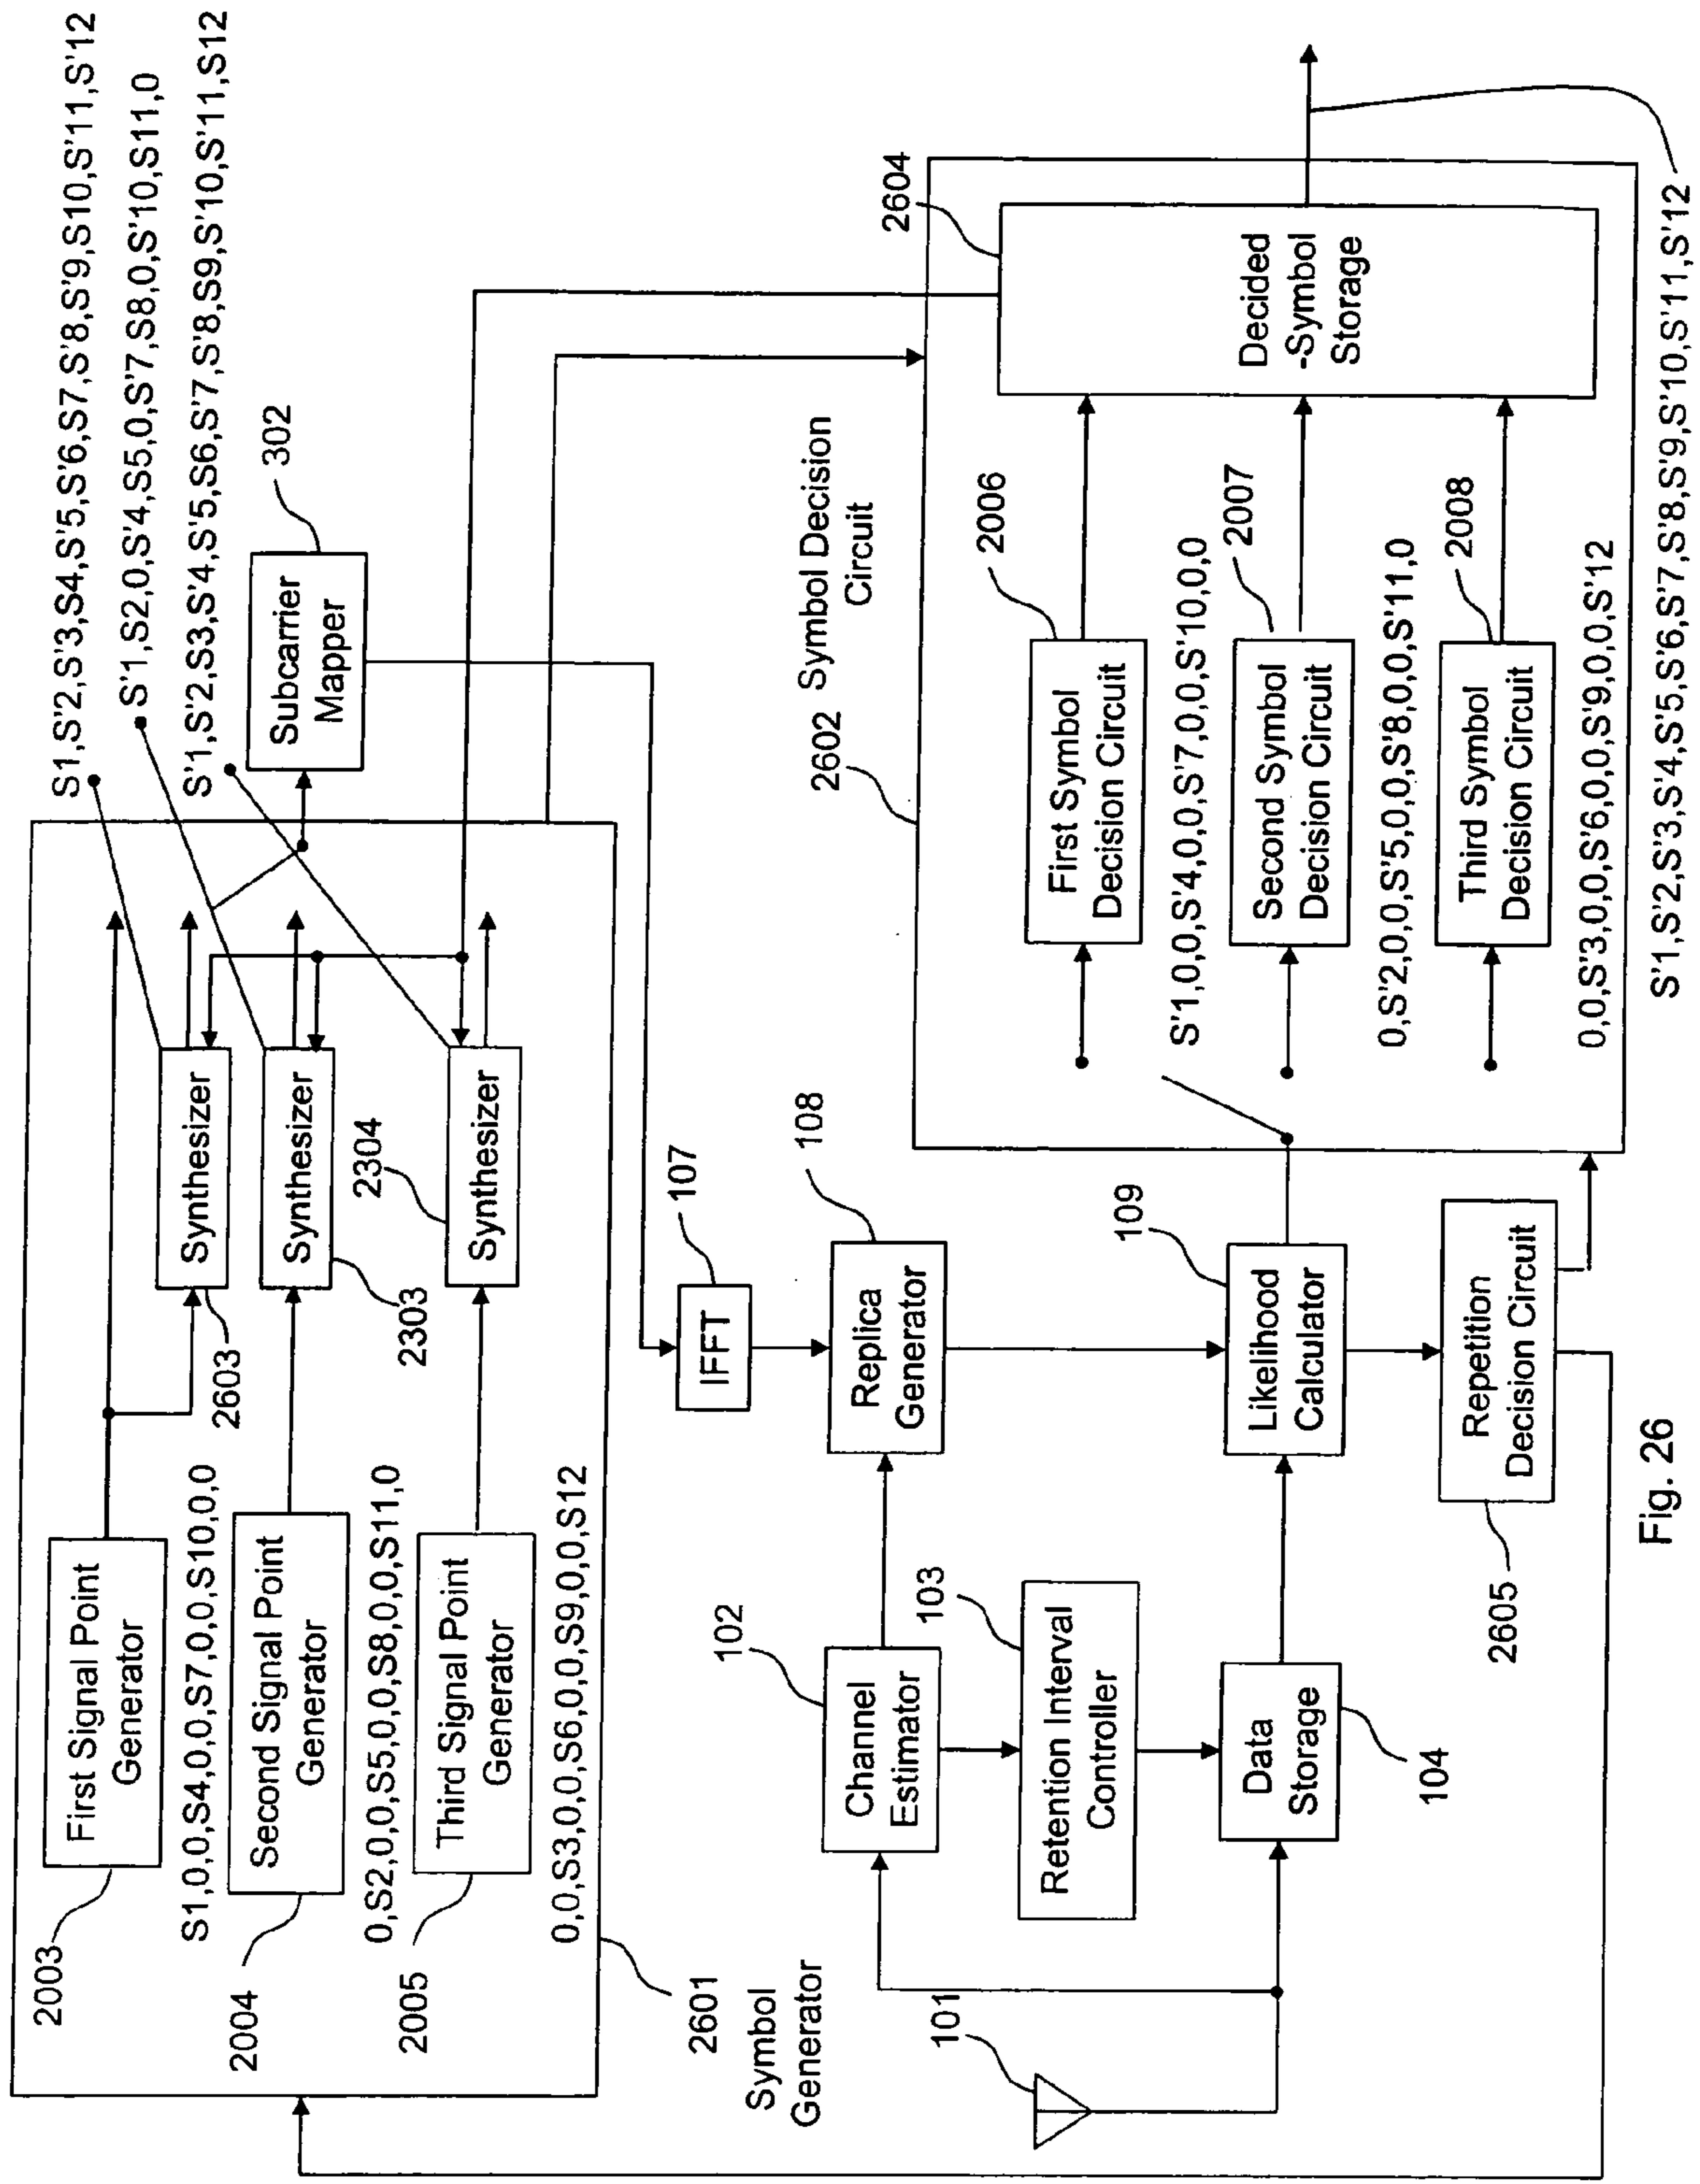 S1,S'2,S'3,S4,S'5,S'6,S7,S'8,S'9,S10,S'11,S'12
S'1,S2,0,S'4,S5,0,S'7,S8,0,S'10,S11,0
S'1,S'2,S3,S'4,S'5,S6,S'7,S'8,S9,S'10,S'11,S12
2003
First Signal Point
Generator
S1,0,0,S4,0,0,S7,0,0,S10,0,0
2004
Second Signal Point
Generator
0,S2,0,0,S5,0,0,S8,0,0,S11,0
2005
Third Signal Point
Generator
0,0,S3,0,0,S6,0,0,S9,0,0,S12
2601
Symbol
Generator
Synthesizer
2603
Synthesizer
2303
2304
Synthesizer
302
Subcarrier
Mapper
107
IFFT
108
Replica
Generator
101
102
Channel
Estimator
103
Retention Interval
Controller
Data
Storage
104
109
Likelihood
Calculator
Repetition
Decision Circuit
2605
2602
Symbol Decision
Circuit
2006
First Symbol
Decision Circuit
S'1,0,0,S'4,0,0,S'7,0,0,S'10,0,0
2007
Second Symbol
Decision Circuit
0,S'2,0,0,S'5,0,0,S'8,0,0,S'11,0
2008
Third Symbol
Decision Circuit
0,0,S'3,0,0,S'6,0,0,S'9,0,0,S'12
2604
Decided
-Symbol
Storage
S'1,S'2,S'3,S'4,S'5,S'6,S'7,S'8,S'9,S'10,S'11,S'12
Fig. 26